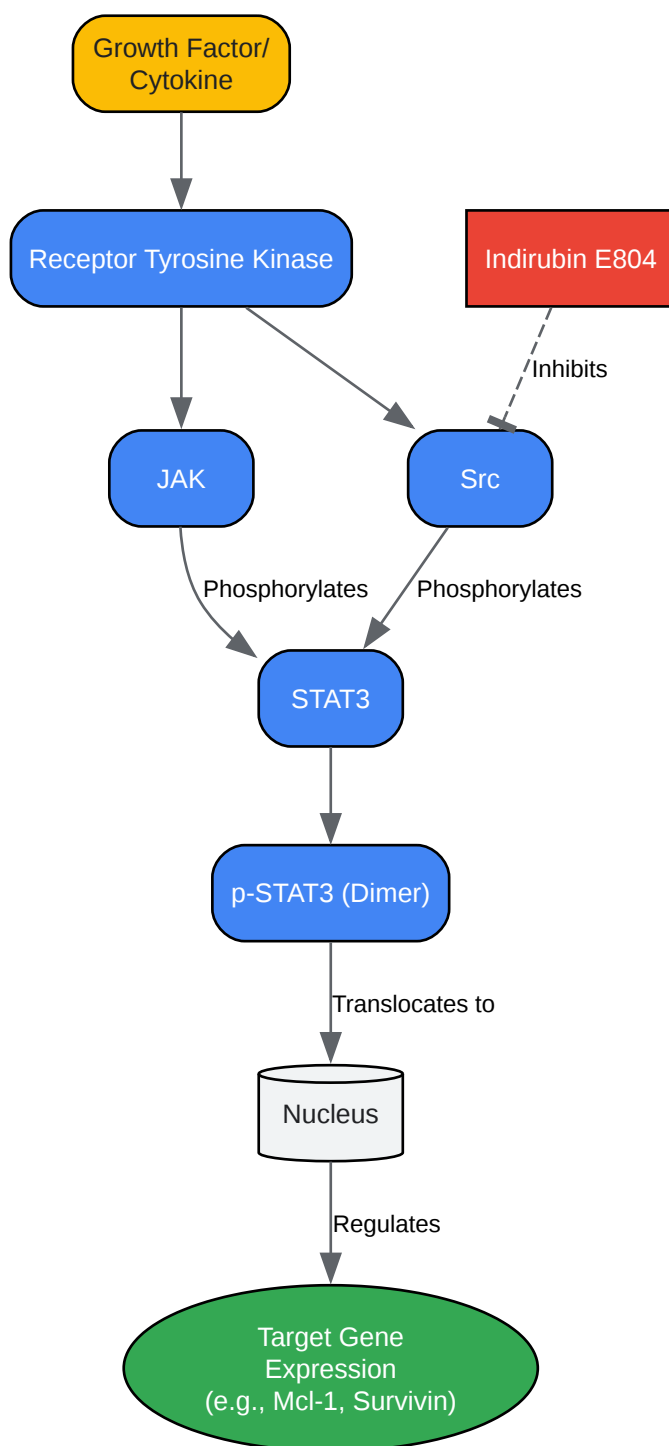 Growth Factor/
Cytokine
Receptor Tyrosine Kinase
Indirubin E804
Inhibits
JAK
Src
Phosphorylates
Phosphorylates
STAT3
p-STAT3 (Dimer)
Translocates to
Nucleus
Regulates
Target Gene
Expression
(e.g., Mcl-1, Survivin)